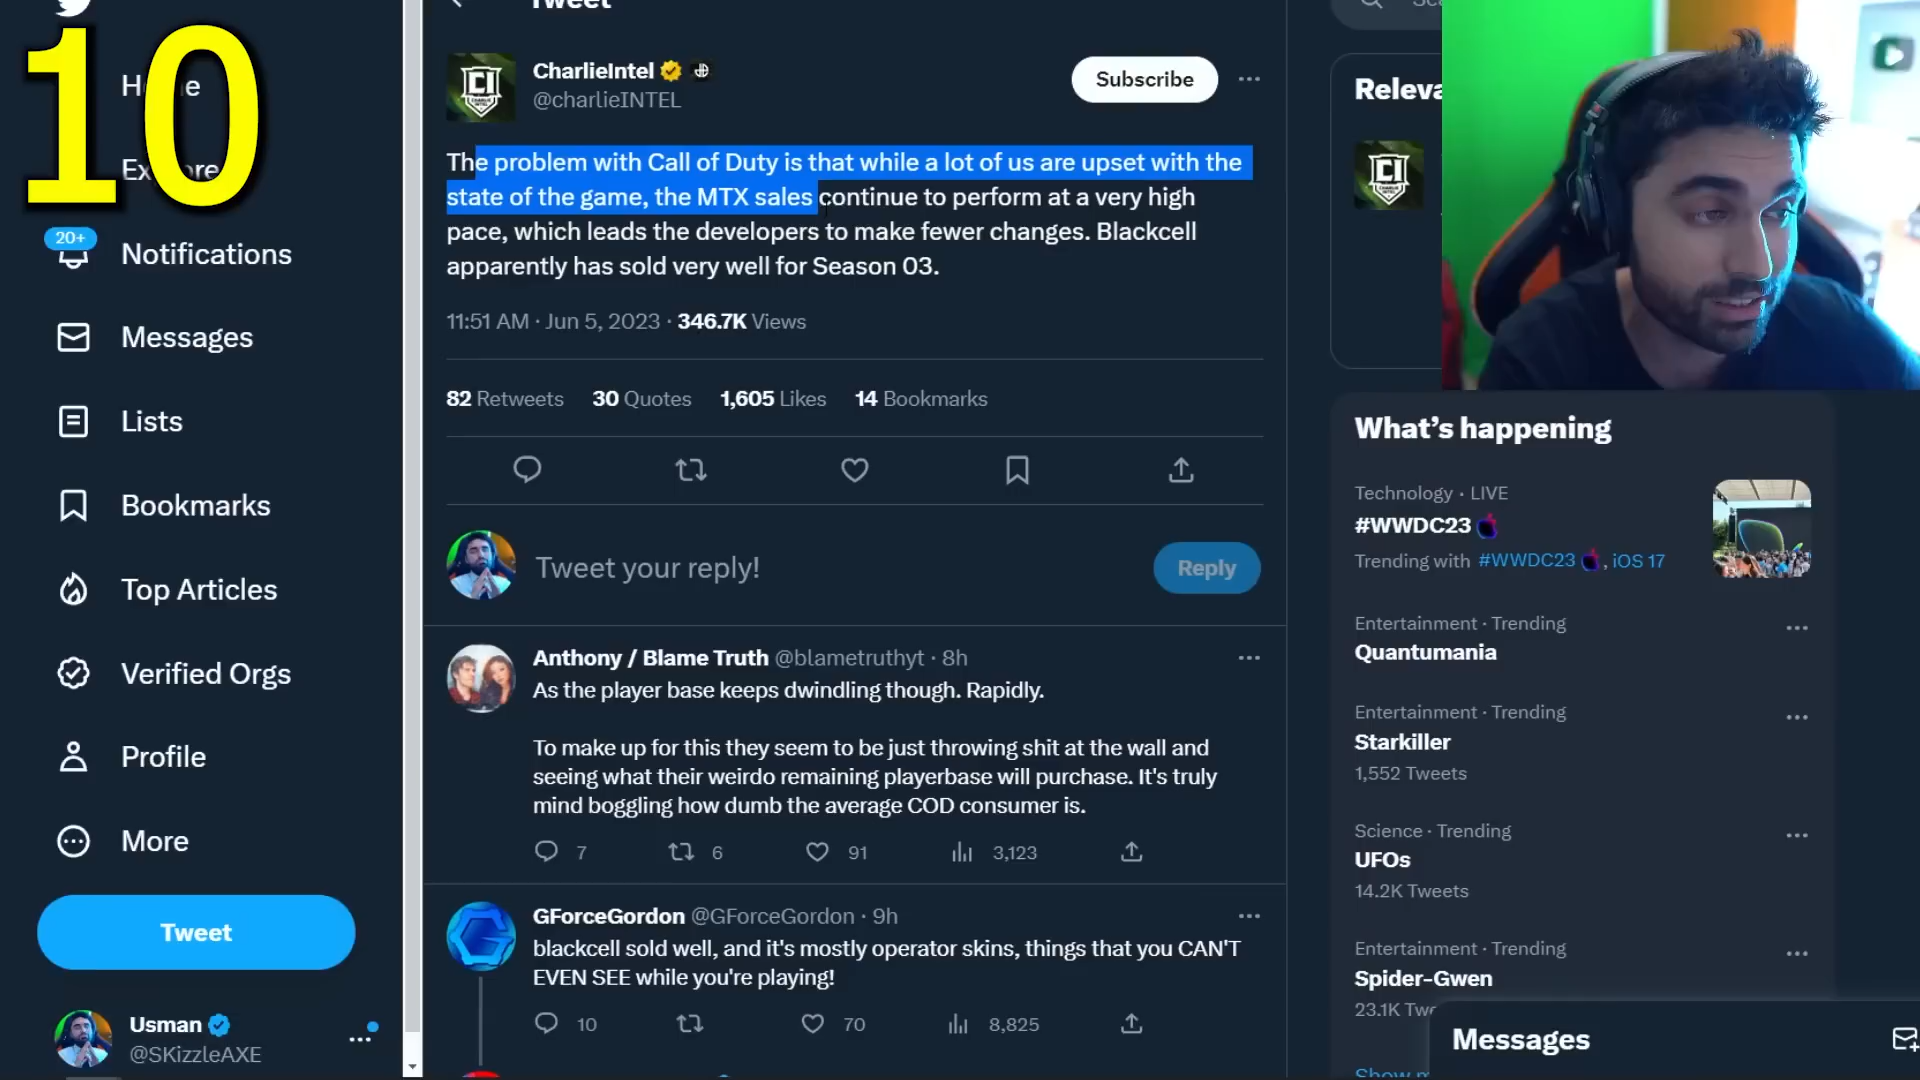 10
Home
Explore
20+
Notifications
Messages
Lists
Bookmarks
Top Articles
Verified Orgs
Profile
More
Tweet
Usman
@SKizzleAXE
Tweet
CharlieIntel
@charlieINTEL
Subscribe
CI
The problem with Call of Duty is that while a lot of us are upset with the
state of the game, the MTX sales continue to perform at a very high
pace, which leads the developers to make fewer changes. Blackcell
apparently has sold very well for Season 03.
11:51 AM · Jun 5, 2023 · 346.7K Views
82 Retweets 30 Quotes 1,605 Likes 14 Bookmarks
Tweet your reply!
Reply
Anthony / Blame Truth @blametruthyt · 8h
As the player base keeps dwindling though. Rapidly.
To make up for this they seem to be just throwing shit at the wall and
seeing what their weirdo remaining playerbase will purchase. It's truly
mind boggling how dumb the average COD consumer is.
7 6 91 3,123
GForceGordon @GForceGordon · 9h
blackcell sold well, and it's mostly operator skins, things that you CAN'T
EVEN SEE while you're playing!
10 70 8,825
Releva
CI
What's happening
Technology · LIVE
#WWDC23
Trending with #WWDC23 , iOS 17
Entertainment · Trending
Quantumania
Entertainment · Trending
Starkiller
1,552 Tweets
Science · Trending
UFOs
14.2K Tweets
Entertainment · Trending
Spider-Gwen
23.1K Twe
Show m
Messages